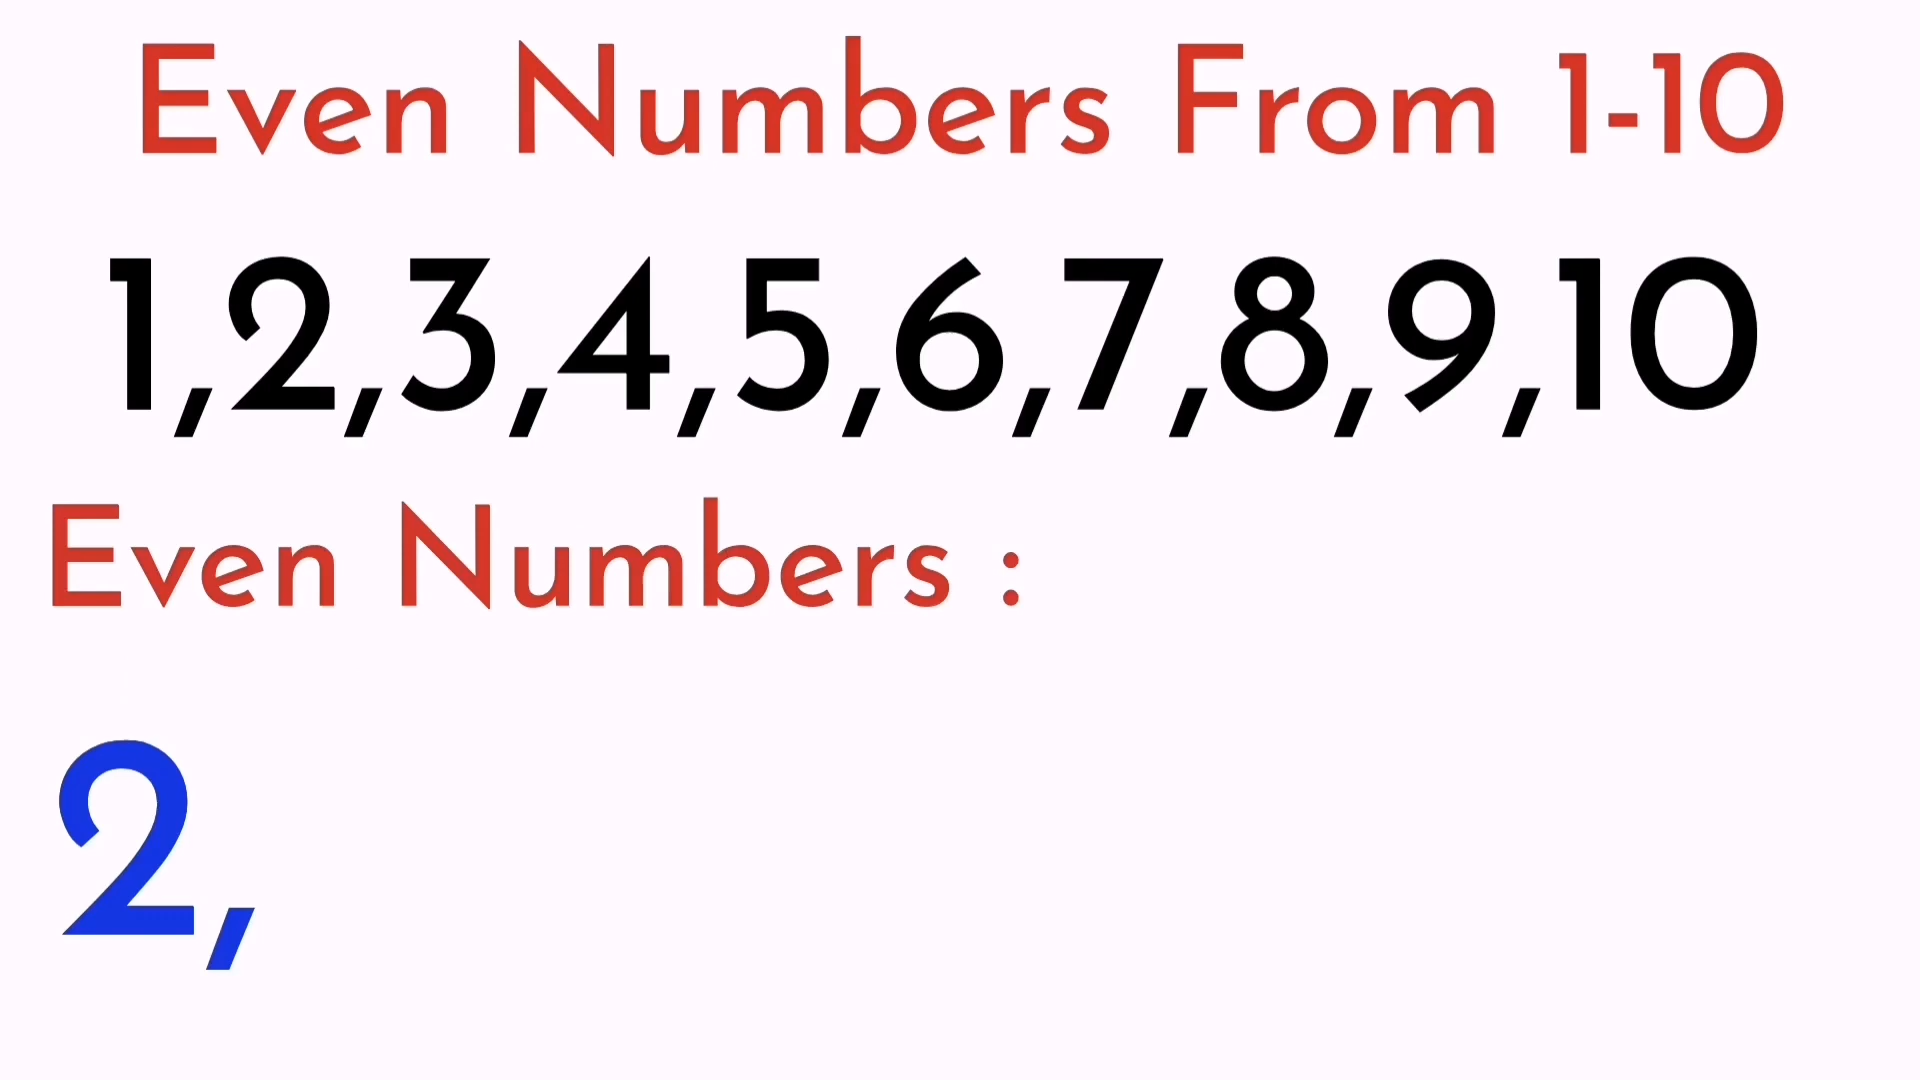 Even Numbers From 1-10
1,2,3,4,5,6,7,8,9,10
Even Numbers :
2,